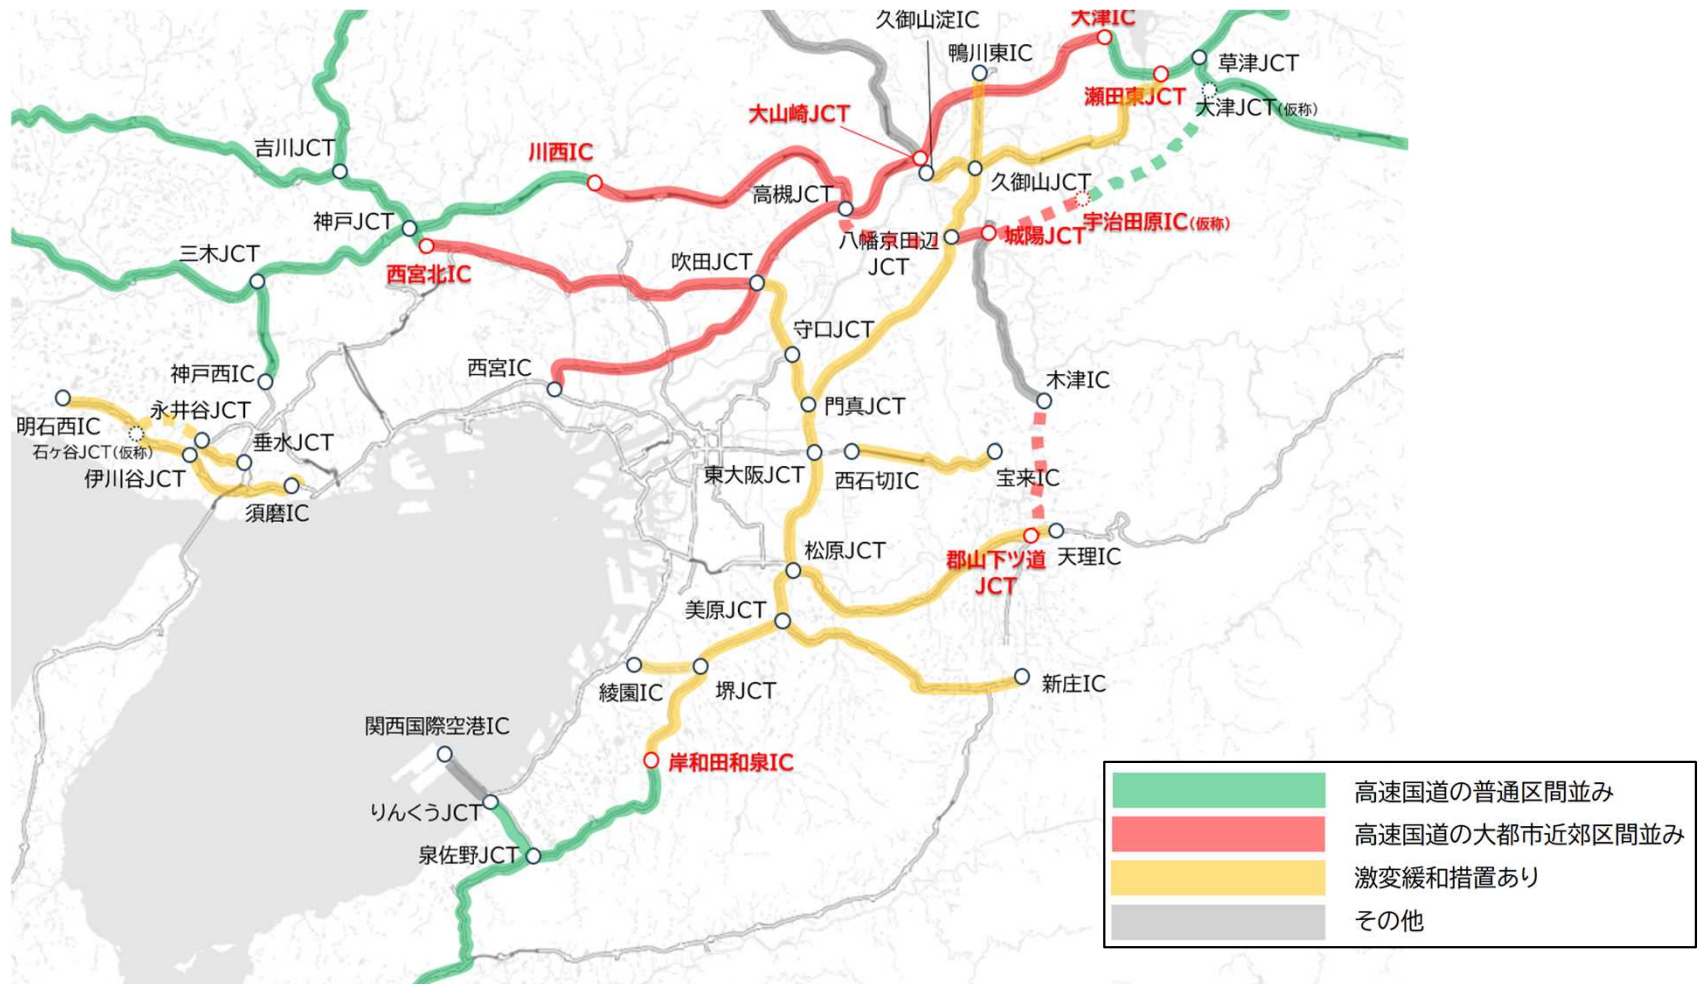 久御山淀IC
大津IC
鴨川東IC
草津JCT
瀬田東JCT
大津JCT(仮称)
大山崎JCT
吉川JCT
川西IC
高槻JCT
久御山JCT
宇治田原IC(仮称)
神戸JCT
八幡京田辺
JCT
城陽JCT
三木JCT
西宮北IC
吹田JCT
守口JCT
神戸西IC
西宮IC
木津IC
明石西IC
永井谷JCT
門真JCT
石ヶ谷JCT(仮称)
垂水JCT
伊川谷JCT
東大阪JCT
西石切IC
宝来IC
須磨IC
松原JCT
郡山下ツ道
JCT
天理IC
美原JCT
綾園IC
堺JCT
新庄IC
関西国際空港IC
岸和田和泉IC
りんくうJCT
泉佐野JCT
高速国道の普通区間並み
高速国道の大都市近郊区間並み
激変緩和措置あり
その他